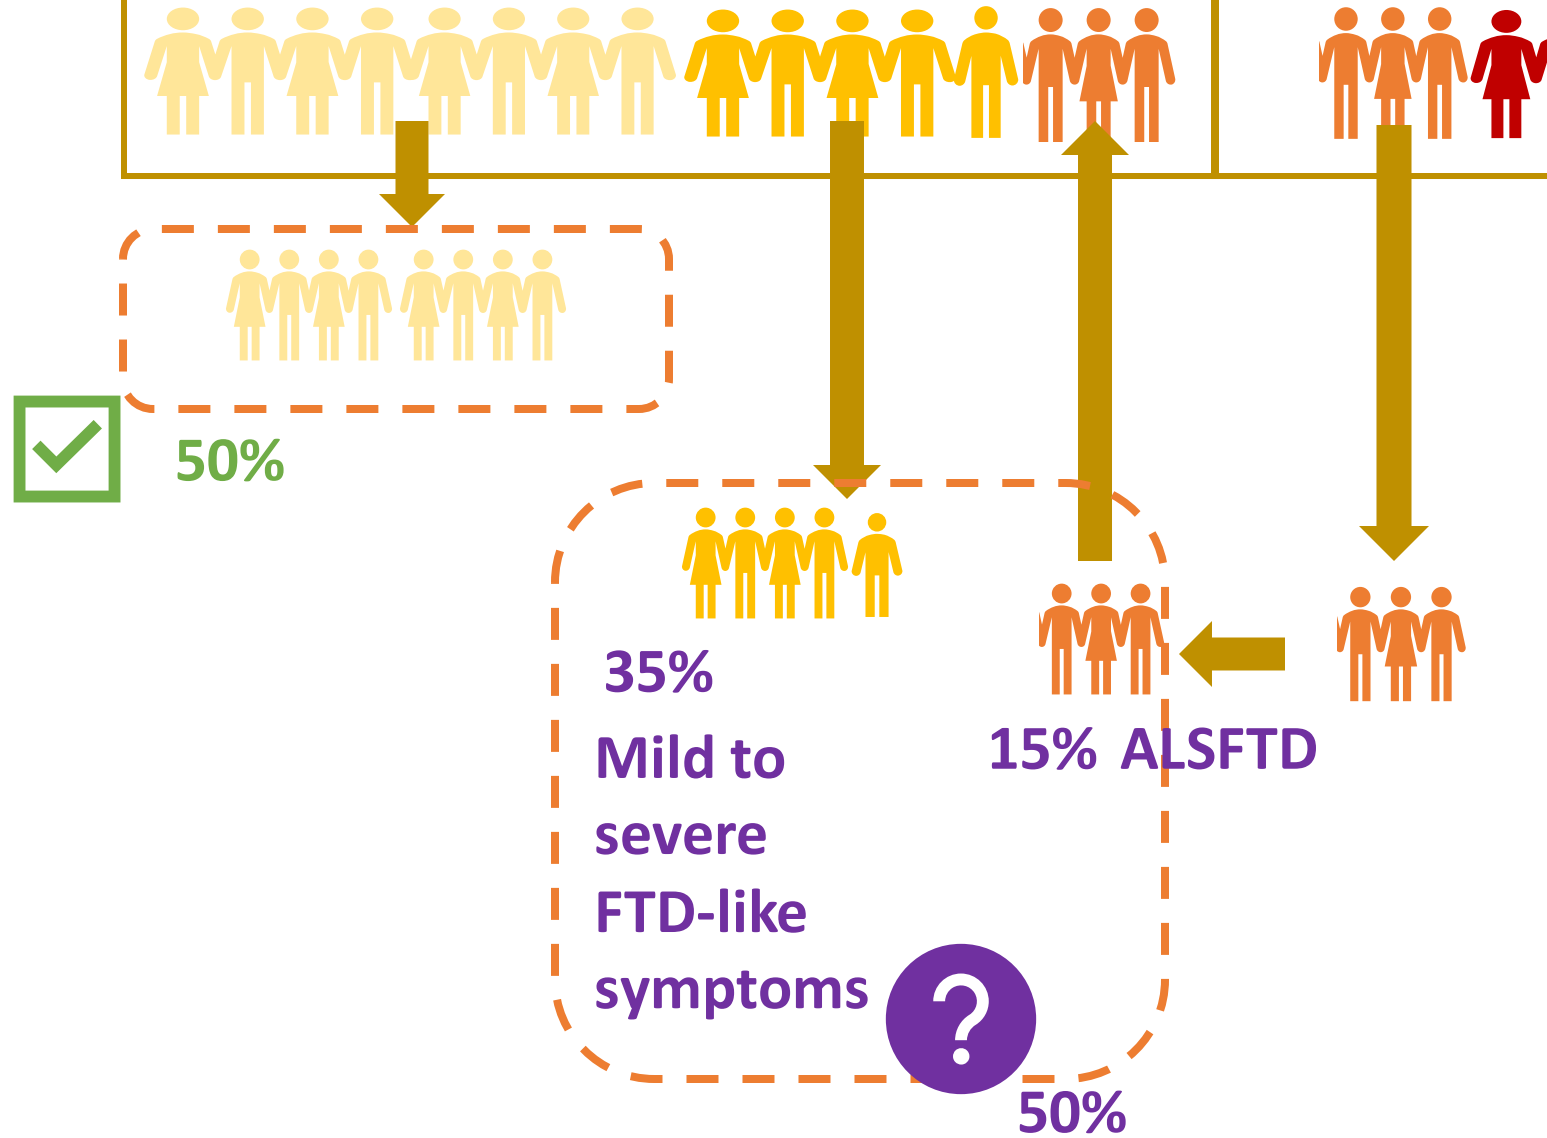 50%
35%
Mild to
severe
FTD-like
symptoms
15% ALSFTD
?
50%